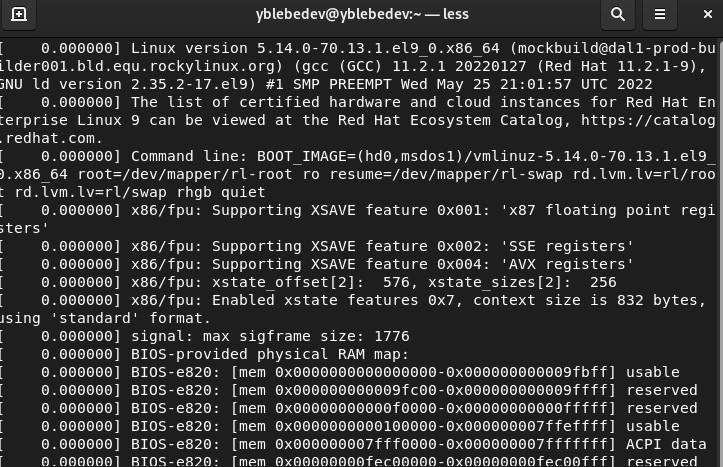 yblebedev@yblebedev:~ — less
[    0.000000] Linux version 5.14.0-70.13.1.el9_0.x86_64 (mockbuild@dal1-prod-bu
ilder001.bld.equ.rockylinux.org) (gcc (GCC) 11.2.1 20220127 (Red Hat 11.2.1-9),
GNU ld version 2.35.2-17.el9) #1 SMP PREEMPT Wed May 25 21:01:57 UTC 2022
[    0.000000] The list of certified hardware and cloud instances for Red Hat En
terprise Linux 9 can be viewed at the Red Hat Ecosystem Catalog, https://catalog
.redhat.com.
[    0.000000] Command line: BOOT_IMAGE=(hd0,msdos1)/vmlinuz-5.14.0-70.13.1.el9_
0.x86_64 root=/dev/mapper/rl-root ro resume=/dev/mapper/rl-swap rd.lvm.lv=rl/roo
t rd.lvm.lv=rl/swap rhgb quiet
[    0.000000] x86/fpu: Supporting XSAVE feature 0x001: 'x87 floating point regi
sters'
[    0.000000] x86/fpu: Supporting XSAVE feature 0x002: 'SSE registers'
[    0.000000] x86/fpu: Supporting XSAVE feature 0x004: 'AVX registers'
[    0.000000] x86/fpu: xstate_offset[2]:  576, xstate_sizes[2]:  256
[    0.000000] x86/fpu: Enabled xstate features 0x7, context size is 832 bytes,
using 'standard' format.
[    0.000000] signal: max sigframe size: 1776
[    0.000000] BIOS-provided physical RAM map:
[    0.000000] BIOS-e820: [mem 0x0000000000000000-0x000000000009fbff] usable
[    0.000000] BIOS-e820: [mem 0x000000000009fc00-0x000000000009ffff] reserved
[    0.000000] BIOS-e820: [mem 0x00000000000f0000-0x00000000000fffff] reserved
[    0.000000] BIOS-e820: [mem 0x0000000000100000-0x000000007ffeffff] usable
[    0.000000] BIOS-e820: [mem 0x000000007fff0000-0x000000007fffffff] ACPI data
[    0.000000] BIOS-e820: [mem 0x00000000fec00000-0x00000000fec00fff] reserved